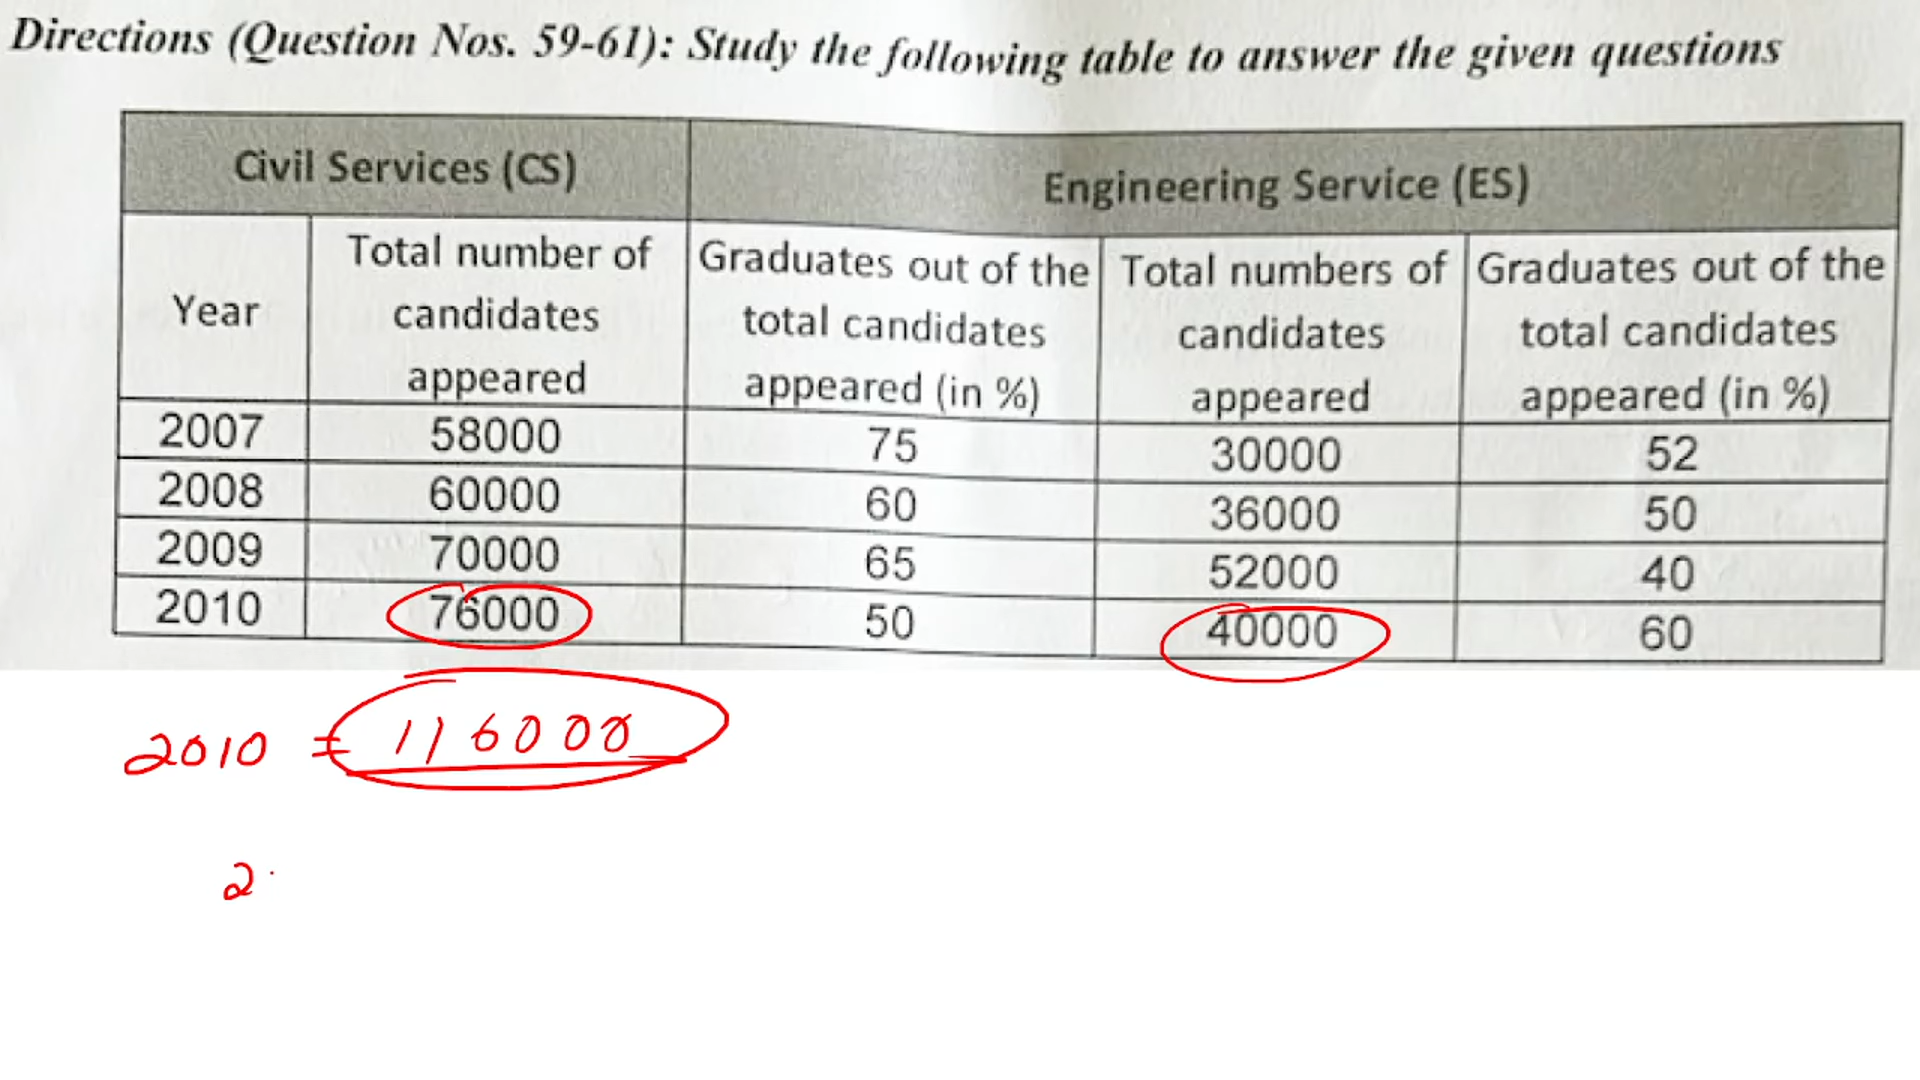 Directions (Question Nos. 59-61): Study the following table to answer the given questions
Civil Services (CS) Engineering Service (ES)
Year Total number of candidates appeared Graduates out of the total candidates appeared (in %) Total numbers of candidates appeared Graduates out of the total candidates appeared (in %)
2007 58000 75 30000 52
2008 60000 60 36000 50
2009 70000 65 52000 40
2010 76000 50 40000 60
2010 = 116000
2